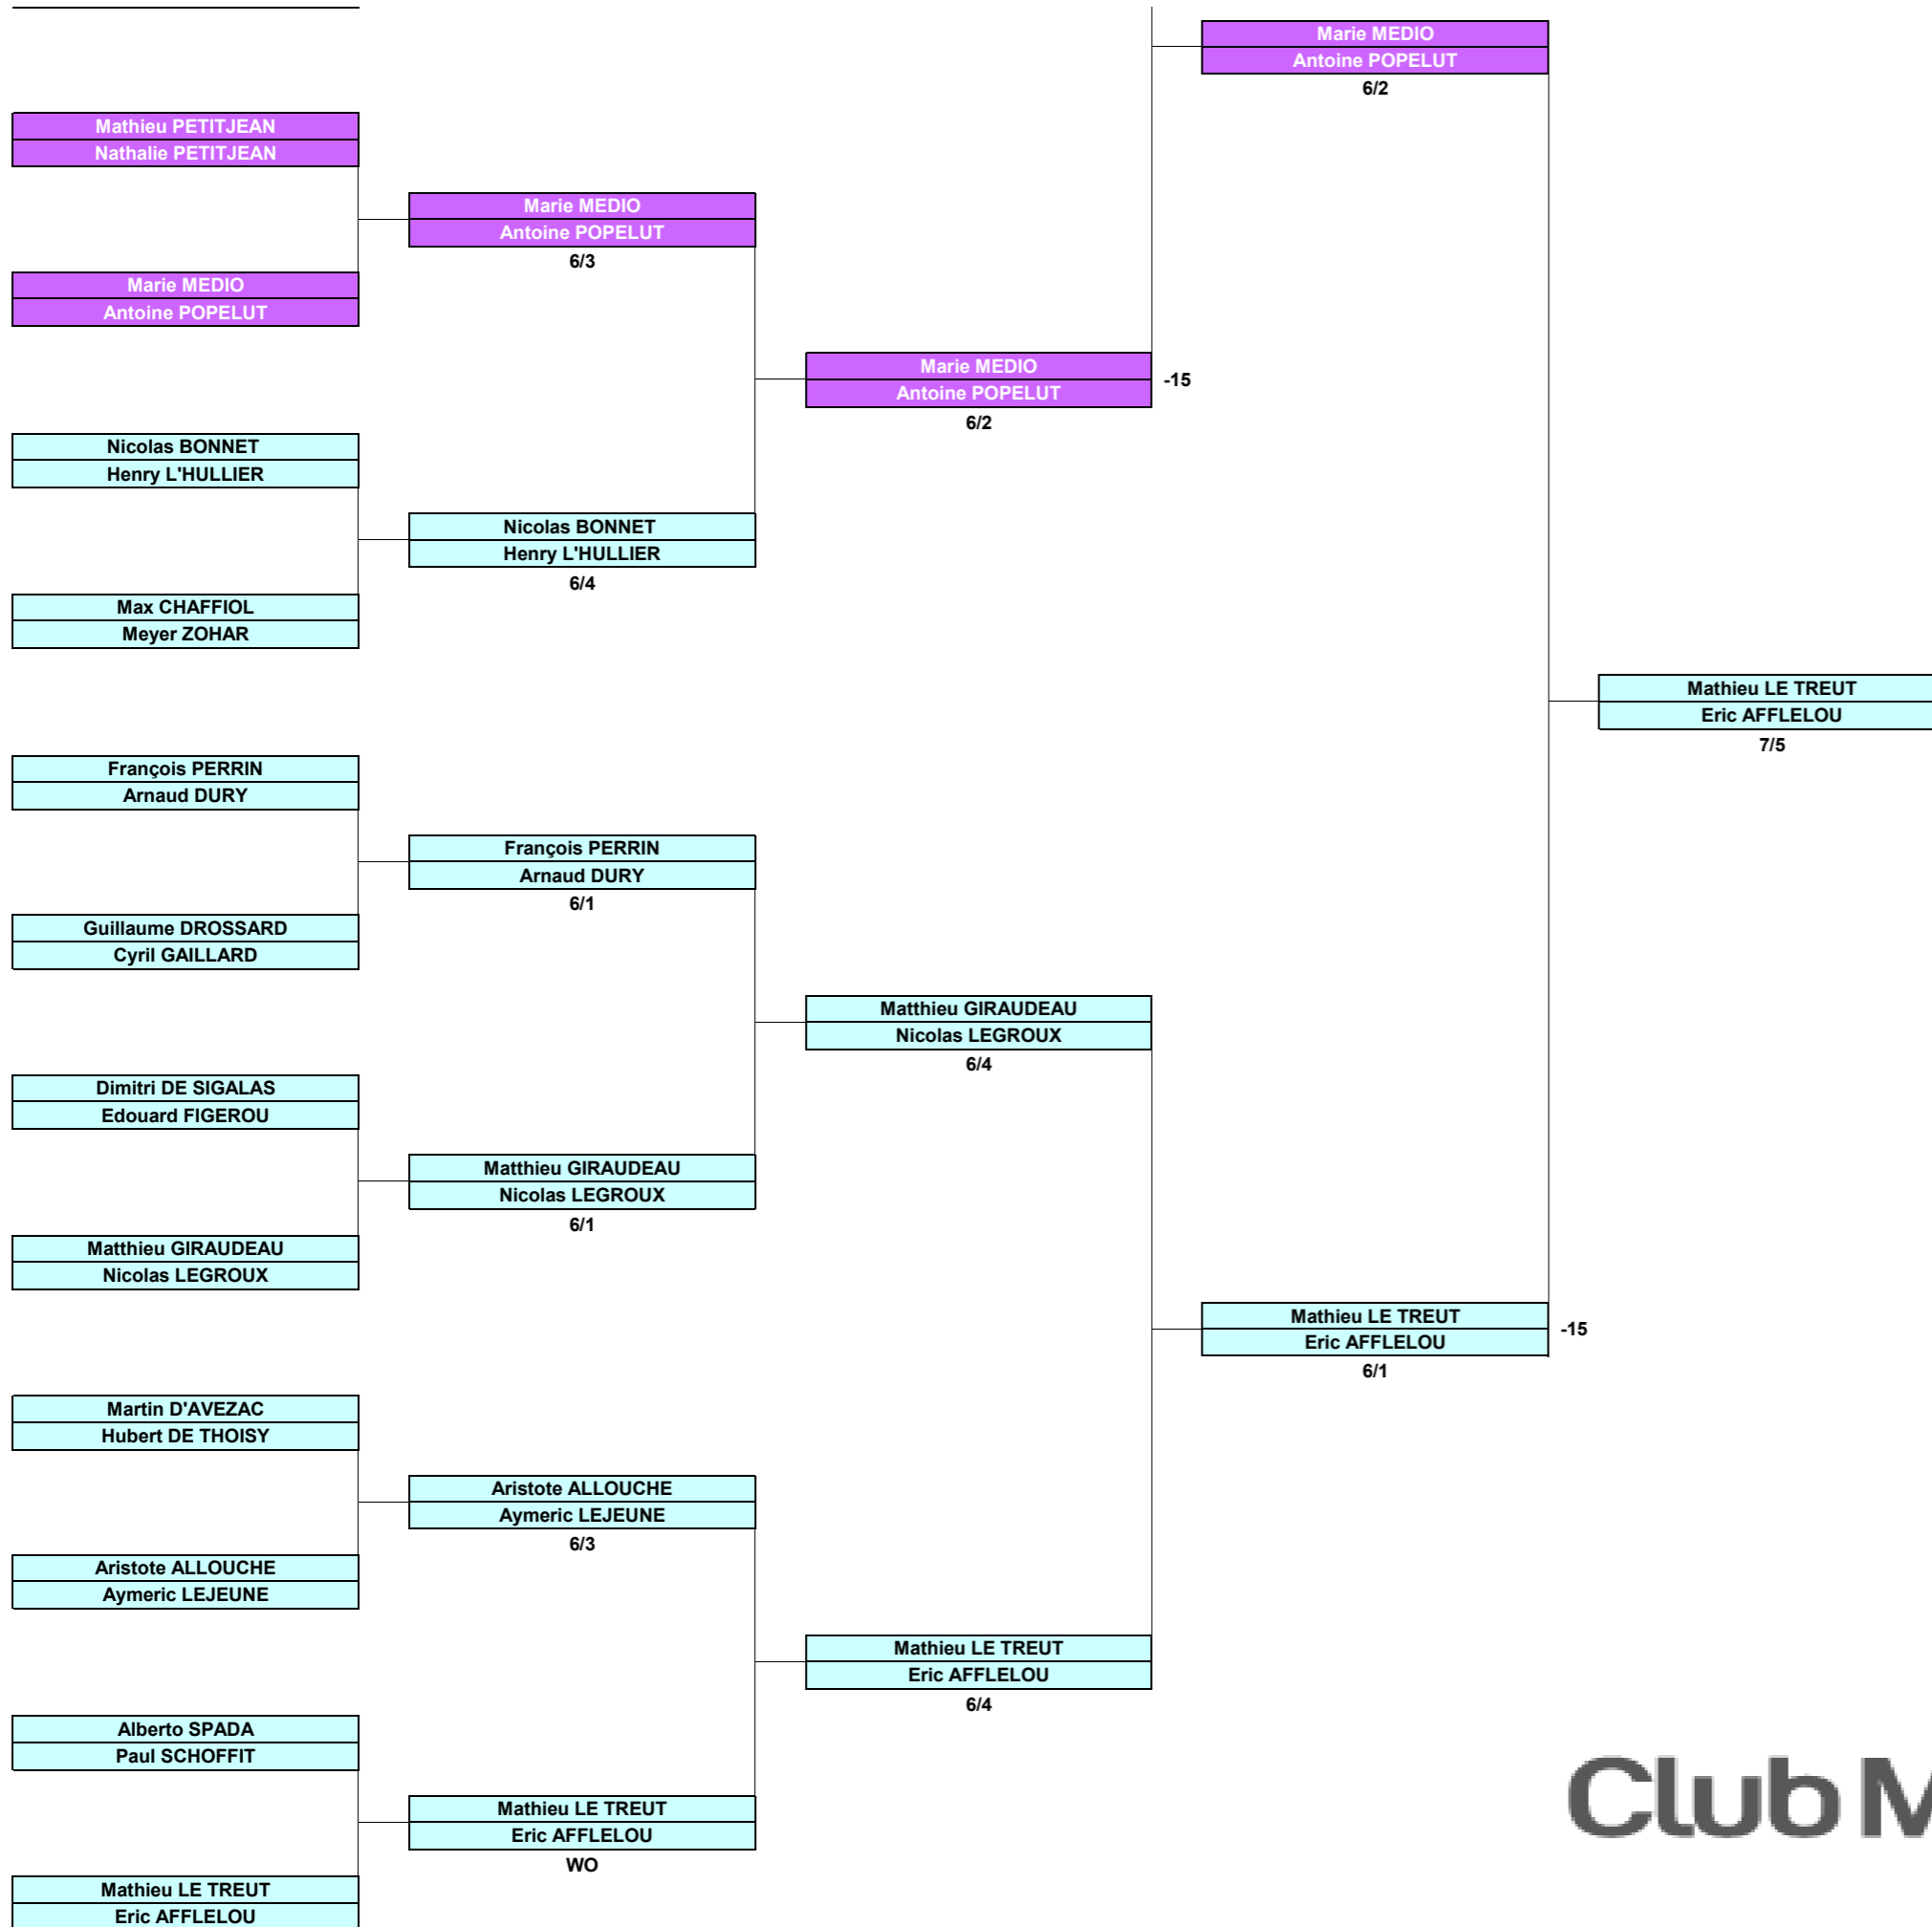 Marie MEDIO
Antoine POPELUT
6/2
Mathieu PETITJEAN
Nathalie PETITJEAN
Marie MEDIO
Antoine POPELUT
6/3
Marie MEDIO
Antoine POPELUT
Marie MEDIO
Antoine POPELUT
-15
6/2
Nicolas BONNET
Henry L'HULLIER
Nicolas BONNET
Henry L'HULLIER
6/4
Max CHAFFIOL
Meyer ZOHAR
Mathieu LE TREUT
Eric AFFLELOU
7/5
François PERRIN
Arnaud DURY
François PERRIN
Arnaud DURY
6/1
Guillaume DROSSARD
Cyril GAILLARD
Matthieu GIRAUDEAU
Nicolas LEGROUX
6/4
Dimitri DE SIGALAS
Edouard FIGEROU
Matthieu GIRAUDEAU
Nicolas LEGROUX
6/1
Matthieu GIRAUDEAU
Nicolas LEGROUX
Mathieu LE TREUT
Eric AFFLELOU
-15
6/1
Martin D'AVEZAC
Hubert DE THOISY
Aristote ALLOUCHE
Aymeric LEJEUNE
6/3
Aristote ALLOUCHE
Aymeric LEJEUNE
Mathieu LE TREUT
Eric AFFLELOU
6/4
Alberto SPADA
Paul SCHOFFIT
Mathieu LE TREUT
Eric AFFLELOU
WO
Mathieu LE TREUT
Eric AFFLELOU
Club M